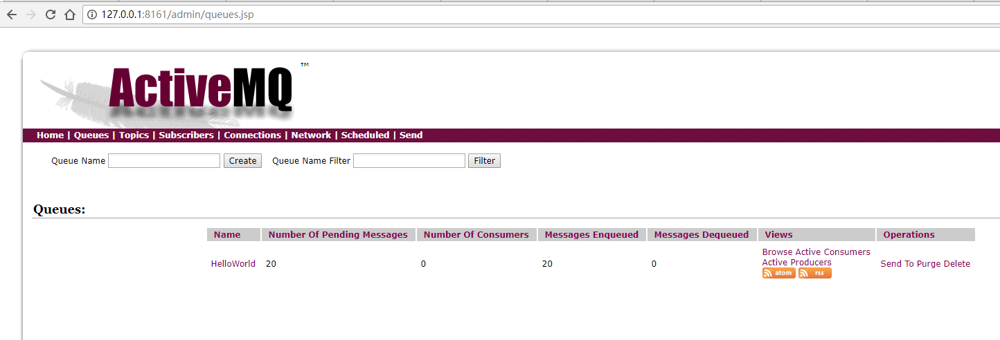 127.0.0.1:8161/admin/queues.jsp
ActiveMQ ™
Home | Queues | Topics | Subscribers | Connections | Network | Scheduled | Send
Queue Name Create Queue Name Filter Filter
Queues:
Name Number Of Pending Messages Number Of Consumers Messages Enqueued Messages Dequeued Views Operations
HelloWorld 20 0 20 0 Browse Active Consumers
Active Producers
atom rss
Send To Purge Delete